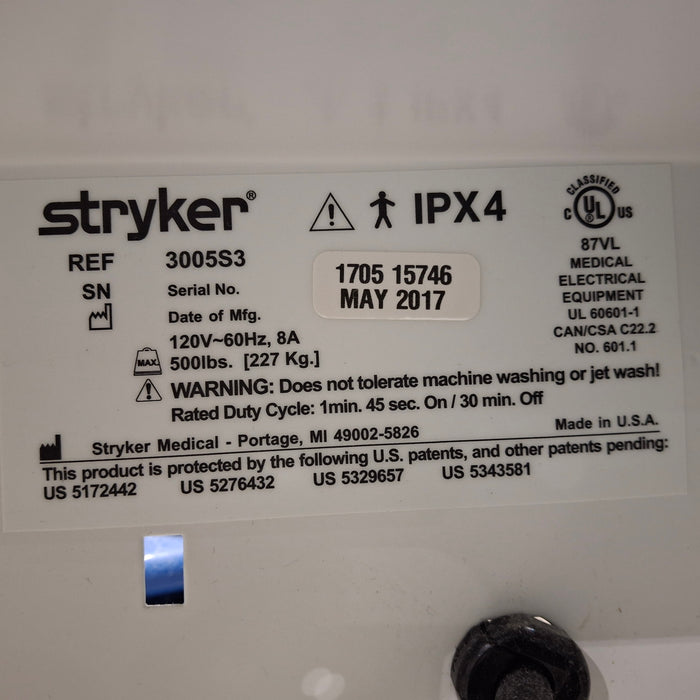 stryker® IPX4
REF 3005S3
SN Serial No. 1705 15746
Date of Mfg. MAY 2017
120V~60Hz, 8A
MAX. 500lbs. [227 Kg.]
CLASSIFIED
C UL ® US
87VL
MEDICAL
ELECTRICAL
EQUIPMENT
UL 60601-1
CAN/CSA C22.2
NO. 601.1
WARNING: Does not tolerate machine washing or jet wash!
Rated Duty Cycle: 1min. 45 sec. On / 30 min. Off
Stryker Medical - Portage, MI 49002-5826 Made in U.S.A.
This product is protected by the following U.S. patents, and other patents pending:
US 5172442 US 5276432 US 5329657 US 5343581